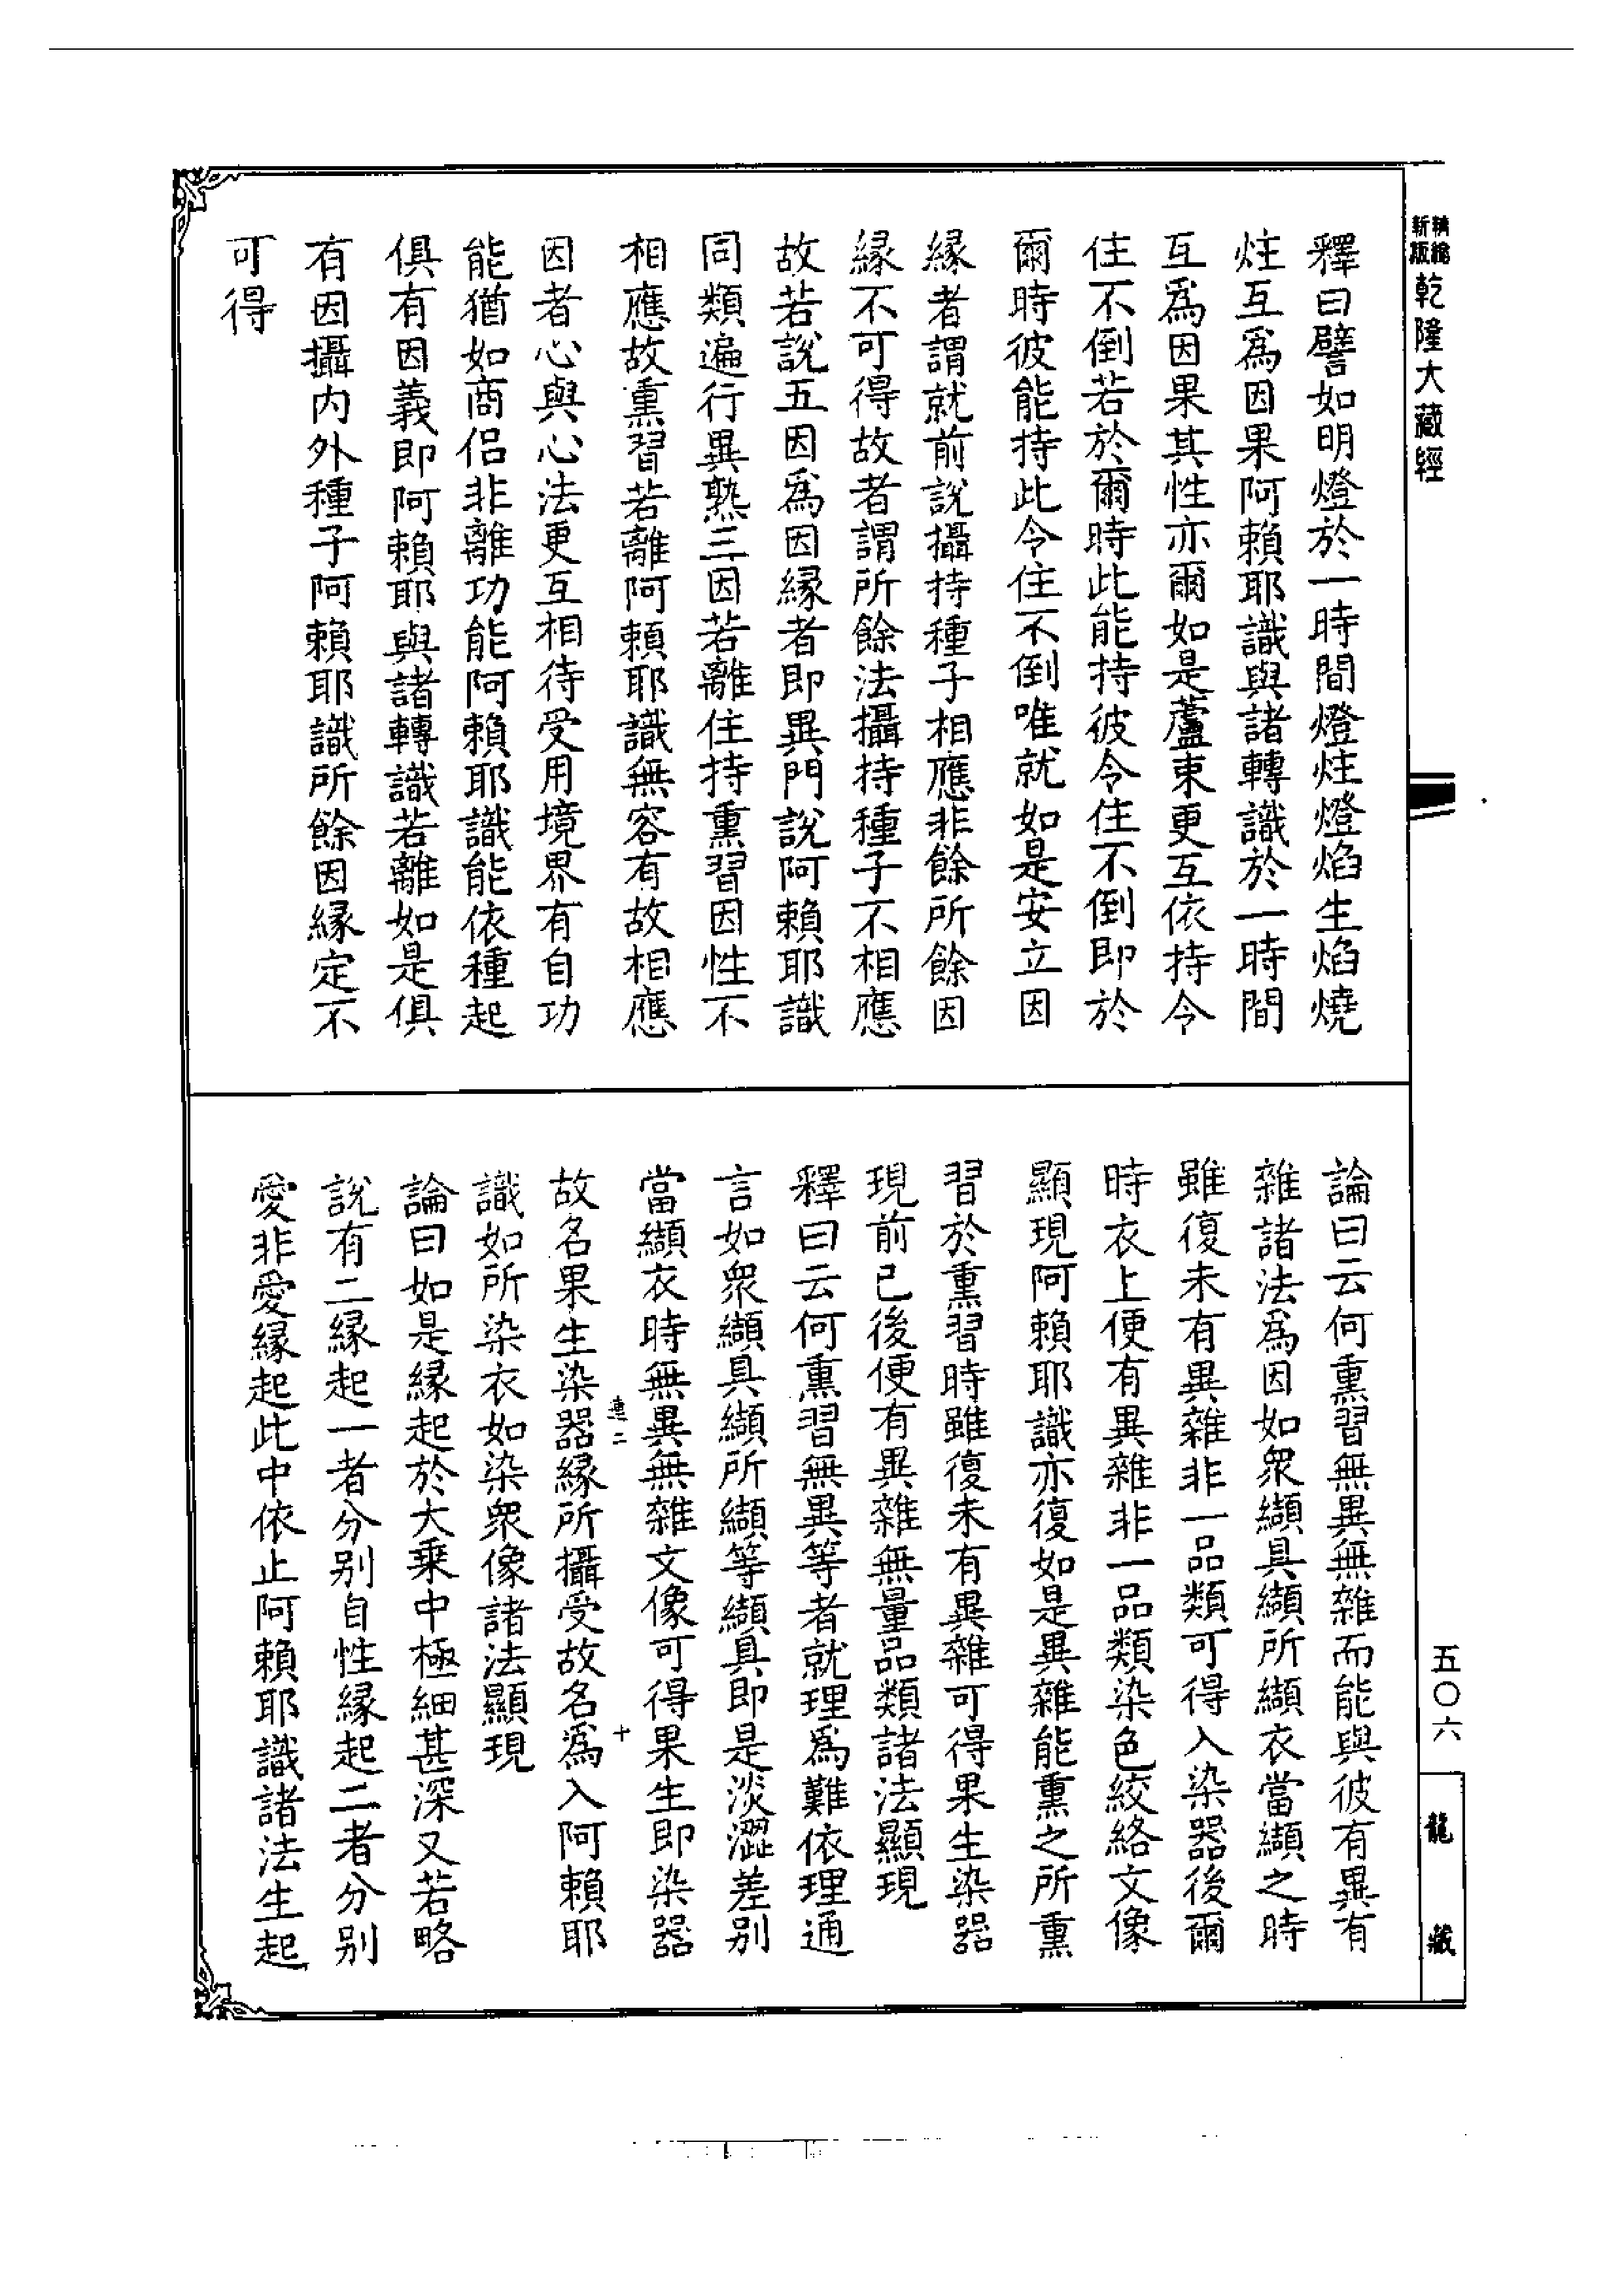 新編
縮版
乾隆大藏經
釋曰譬如明燈於一時間燈炷燈焰生焰燒
炷互爲因果阿賴耶識與諸轉識於一時間
互爲因果其性亦爾如是蘆束更互依持令
住不倒若於爾時此能持彼令住不倒即於
爾時彼能持此令住不倒唯就如是安立因
緣者謂就前說攝持種子相應非餘所餘因
緣不可得故者謂所餘法攝持種子不相應
故若說五因爲因緣者即異門說阿賴耶識
同類遍行異熟三因若離住持熏習因性不
相應故熏習若離阿賴耶識無容有故相應
因者心與心法更互相待受用境界有自功
能猶如商侶非離功能阿賴耶識能依種起
俱有因義即阿賴耶與諸轉識若離如是俱
有因攝內外種子阿賴耶識所餘因緣定不
可得
論曰云何熏習無異無雜而能與彼有異有
雜諸法爲因如眾纈具纈所纈衣當纈之時
雖復未有異雜非一品類可得入染器後爾
時衣上便有異雜非一品類染色絞絡文像
顯現阿賴耶識亦復如是異雜能熏之所熏
習於熏習時雖復未有異雜可得果生染器
現前已後便有異雜無量品類諸法顯現
釋曰云何熏習無異等者就理爲難依理通
言如眾纈具纈所纈等纈具即是淡澀差别
當纈衣時無異無雜文像可得果生即染器
連二 十
故名果生染器緣所攝受故名爲入阿賴耶
識如所染衣如染眾像諸法顯現
論曰如是緣起於大乘中極細甚深又若略
說有二緣起一者分别自性緣起二者分别
愛非愛緣起此中依止阿賴耶識諸法生起
五〇六
龍藏